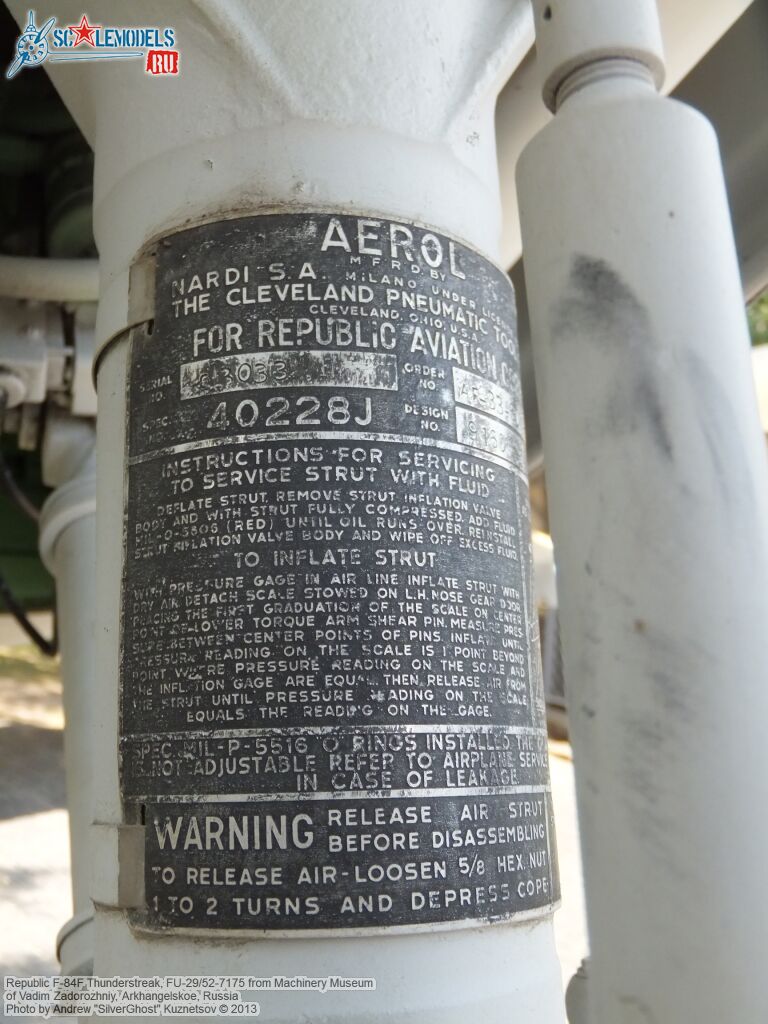 SCALEMODELS
RU
AEROL
M F R D BY
NARDI S.A. MILANO UNDER
THE CLEVELAND PNEUMATIC
CLEVELAND, OHIO, U.S.A.
FOR REPUBLIC AVIATION
SERIAL NO. ORDER NO.
SPEC. NO. 40228J DESIGN NO.
INSTRUCTIONS FOR SERVICING
TO SERVICE STRUT WITH FLUID
DEFLATE STRUT, REMOVE STRUT INFLATION VALVE
BODY AND WITH STRUT FULLY COMPRESSED, ADD FLUID
MIL-O-5606 (RED) UNTIL OIL RUNS OVER. REINSTALL
STRUT INFLATION VALVE BODY AND WIPE OFF EXCESS FLUID.
TO INFLATE STRUT
WITH PRESSURE GAGE IN AIR LINE INFLATE STRUT WITH
DRY AIR. DETACH SCALE STOWED ON L.H. NOSE GEAR DOOR
PLACING THE FIRST GRADUATION OF THE SCALE ON CENTER
POINT OF LOWER TORQUE ARM SHEAR PIN. MEASURE PRES-
SURE BETWEEN CENTER POINTS OF PINS. INFLATE UNTIL
PRESSURE READING ON THE SCALE IS 1 POINT BEYOND
POINT WHERE PRESSURE READING ON THE SCALE AND
THE INFLATION GAGE ARE EQUAL. THEN RELEASE AIR FROM
THE STRUT UNTIL PRESSURE READING ON THE SCALE
EQUALS THE READING ON THE GAGE.
SPEC. MIL-P-5516 "O" RINGS INSTALLED THE
IS NOT ADJUSTABLE REFER TO AIRPLANE
IN CASE OF LEAKAGE
WARNING RELEASE AIR STRUT
BEFORE DISASSEMBLING
TO RELEASE AIR-LOOSEN 5/8 HEX NUT
1 TO 2 TURNS AND DEPRESS
Republic F-84F Thunderstreak, FU-29/52-7175 from Machinery Museum
of Vadim Zadorozhniy, Arkhangelskoe, Russia
Photo by Andrew "SilverGhost" Kuznetsov © 2013